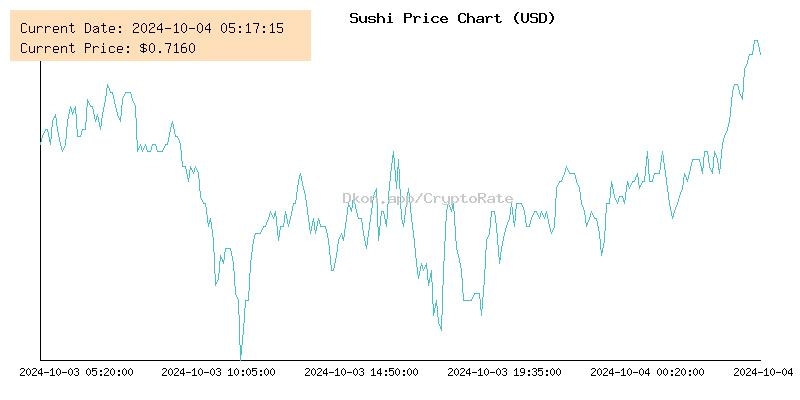 Sushi Price Chart (USD)
Current Date: 2024-10-04 05:17:15
Current Price: $0.7160
Dkor.app/CryptoRate
2024-10-03 05:20:00 2024-10-03 10:05:00 2024-10-03 14:50:00 2024-10-03 19:35:00 2024-10-04 00:20:00 2024-10-04